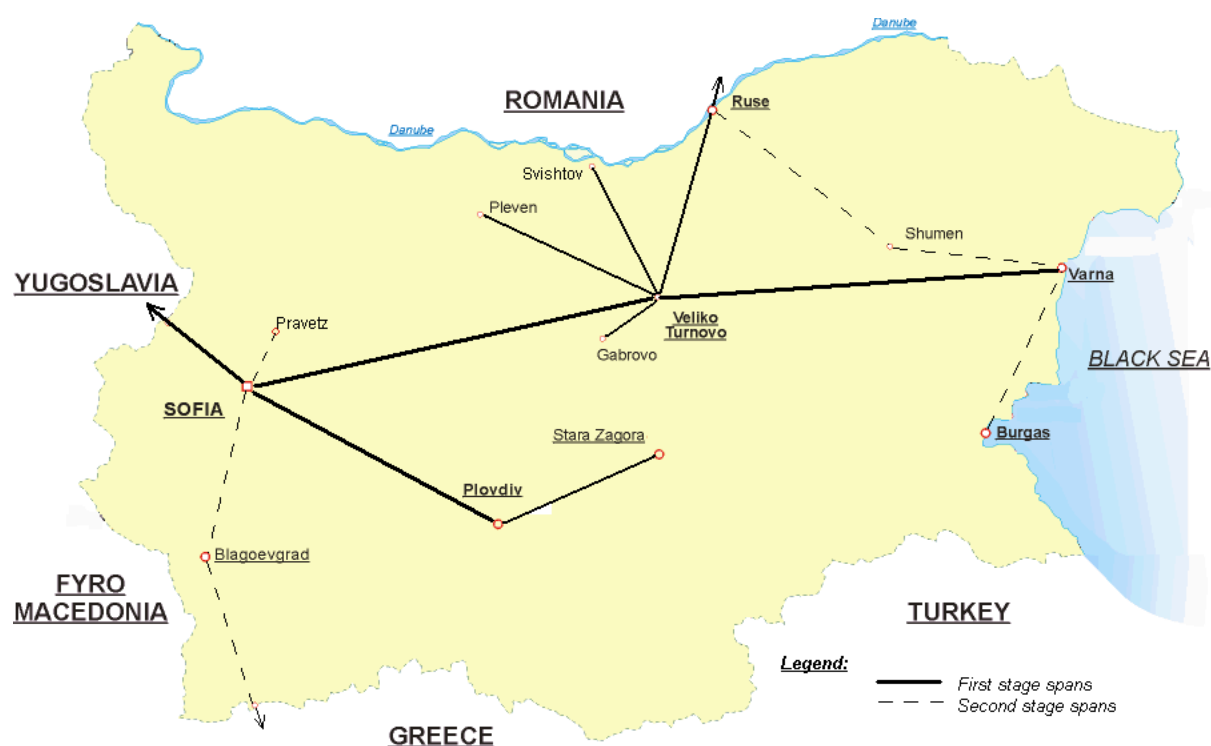 Danube
ROMANIA
Ruse
Danube
Svishtov
Pleven
Shumen
Varna
YUGOSLAVIA
Pravetz
Veliko
Turnovo
Gabrovo
BLACK SEA
SOFIA
Stara Zagora
Burgas
Plovdiv
Blagoevgrad
FYRO
MACEDONIA
TURKEY
Legend:
First stage spans
Second stage spans
GREECE